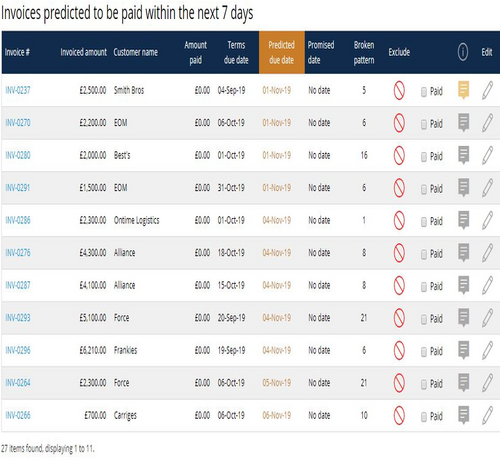 Invoices predicted to be paid within the next 7 days
Invoice # Invoiced amount Customer name Amount paid Terms due date Predicted due date Promised date Broken pattern Exclude i Edit
INV-0237 £2,500.00 Smith Bros £0.00 04-Sep-19 01-Nov-19 No date 5 Paid
INV-0270 £2,200.00 EOM £0.00 06-Oct-19 01-Nov-19 No date 6 Paid
INV-0280 £2,000.00 Best's £0.00 01-Oct-19 01-Nov-19 No date 16 Paid
INV-0291 £1,500.00 EOM £0.00 31-Oct-19 01-Nov-19 No date 6 Paid
INV-0286 £2,300.00 Ontime Logistics £0.00 01-Oct-19 04-Nov-19 No date 1 Paid
INV-0276 £4,300.00 Alliance £0.00 18-Oct-19 04-Nov-19 No date 8 Paid
INV-0287 £4,100.00 Alliance £0.00 15-Oct-19 04-Nov-19 No date 8 Paid
INV-0293 £5,100.00 Force £0.00 20-Sep-19 04-Nov-19 No date 21 Paid
INV-0296 £6,210.00 Frankies £0.00 19-Sep-19 04-Nov-19 No date 6 Paid
INV-0264 £2,300.00 Force £0.00 06-Oct-19 05-Nov-19 No date 21 Paid
INV-0266 £700.00 Carriges £0.00 06-Oct-19 06-Nov-19 No date 10 Paid
27 items found, displaying 1 to 11.